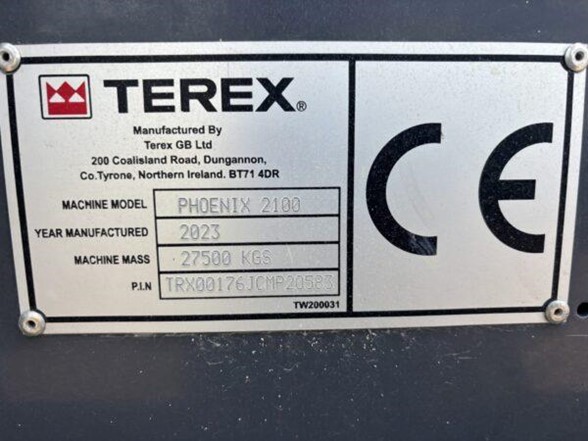 TEREX®
Manufactured By
Terex GB Ltd
200 Coalisland Road, Dungannon,
Co.Tyrone, Northern Ireland. BT71 4DR
MACHINE MODEL PHOENIX 2100
YEAR MANUFACTURED 2023
MACHINE MASS 27500 KGS
P.I.N TRX00176JCMP20583
TW200031
CE